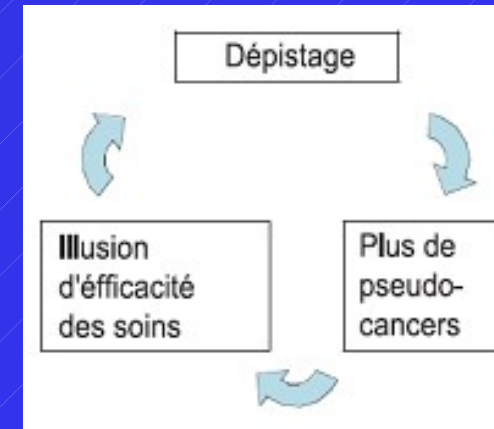 Dépistage
Illusion
d'éfficacité
des soins
Plus de
pseudo-
cancers